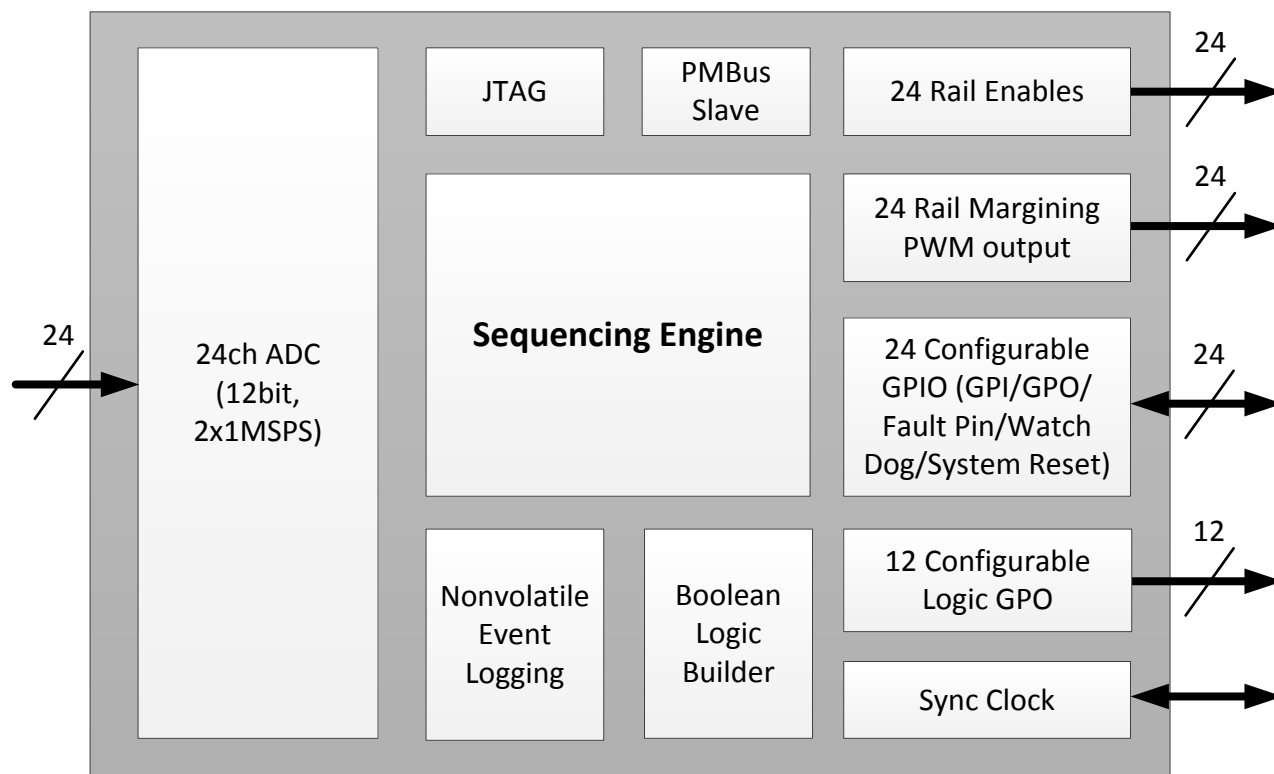 JTAG
PMBus
Slave
24 Rail Enables
24
24 Rail Margining
PWM output
24
24
24ch ADC
(12bit,
2x1MSPS)
Sequencing Engine
24 Configurable
GPIO (GPI/GPO/
Fault Pin/Watch
Dog/System Reset)
24
Nonvolatile
Event
Logging
Boolean
Logic
Builder
12 Configurable
Logic GPO
12
Sync Clock